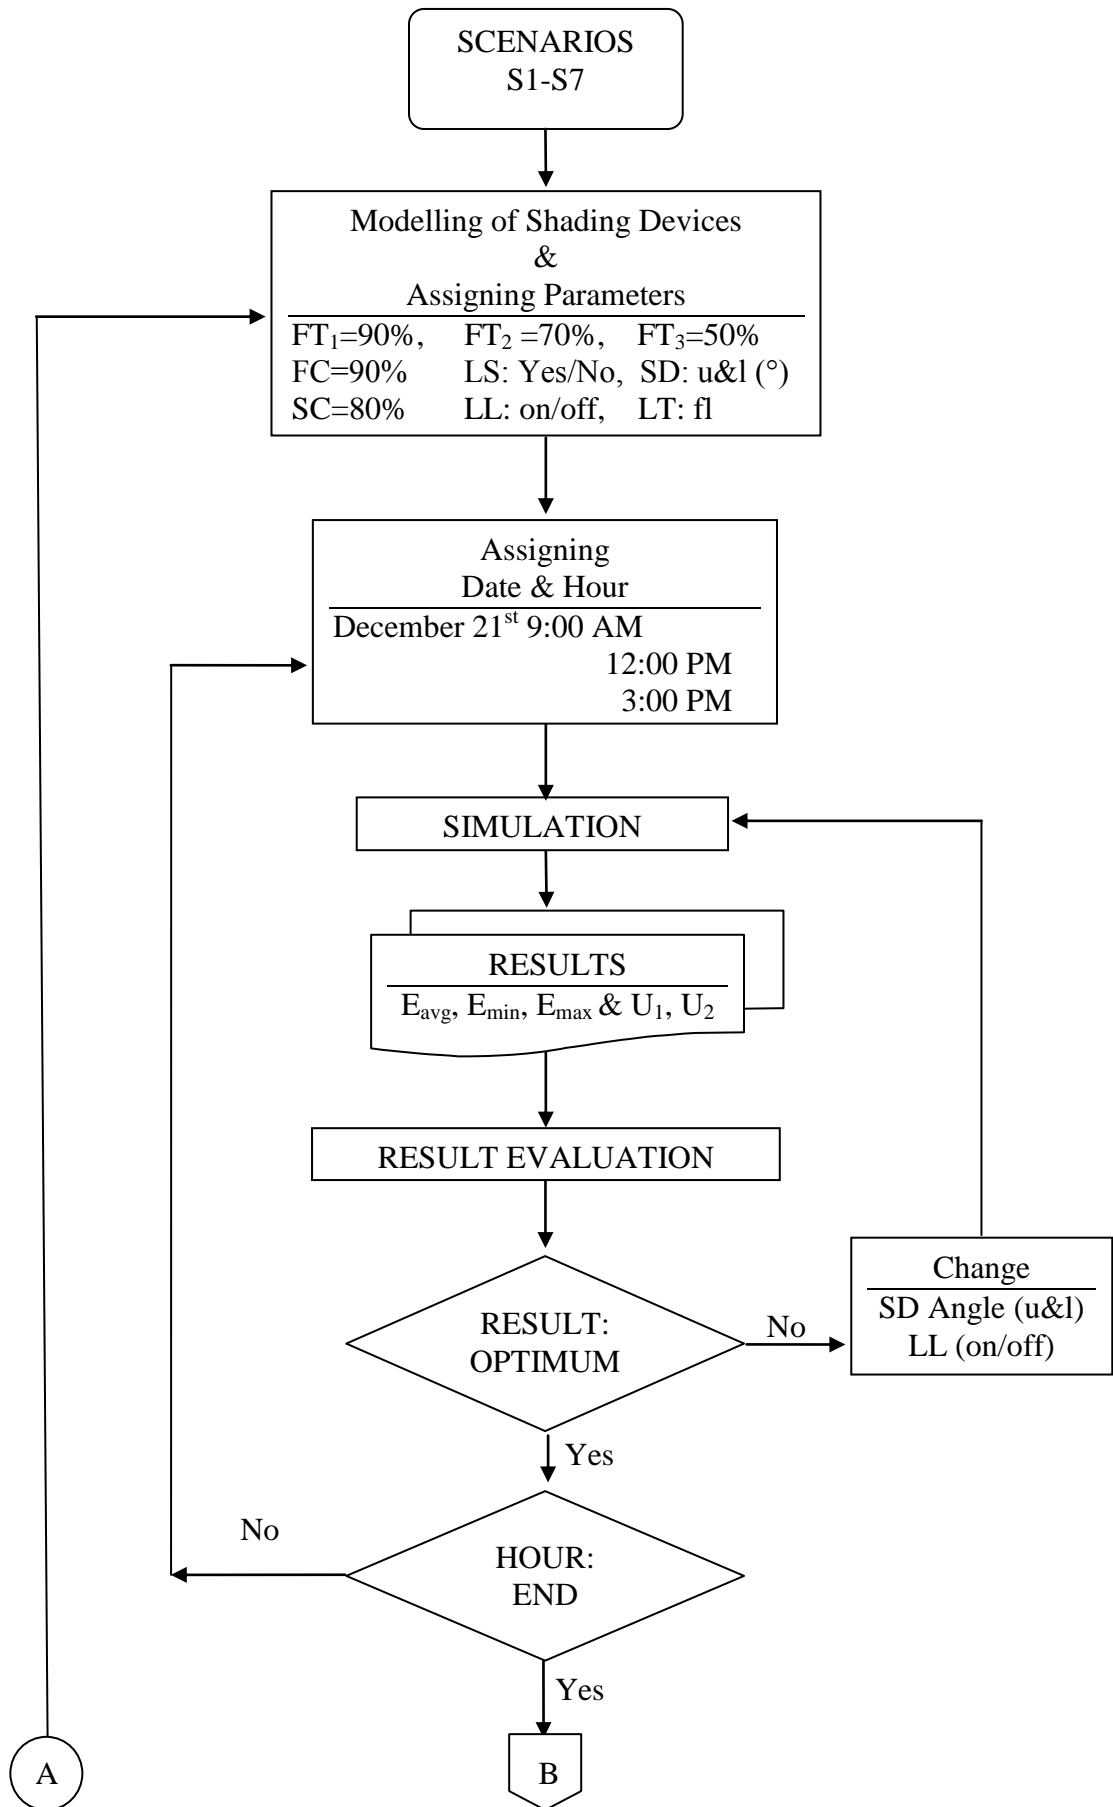 SCENARIOS
S1-S7
Modelling of Shading Devices
&
Assigning Parameters
FT₁=90%, FT₂ =70%, FT₃=50%
FC=90% LS: Yes/No, SD: u&l (°)
SC=80% LL: on/off, LT: fl
Assigning
Date & Hour
December 21st 9:00 AM
12:00 PM
3:00 PM
SIMULATION
RESULTS
Eavg, Emin, Emax & U₁, U₂
RESULT EVALUATION
Change
SD Angle (u&l)
LL (on/off)
RESULT:
OPTIMUM
No
Yes
No
HOUR:
END
Yes
A
B